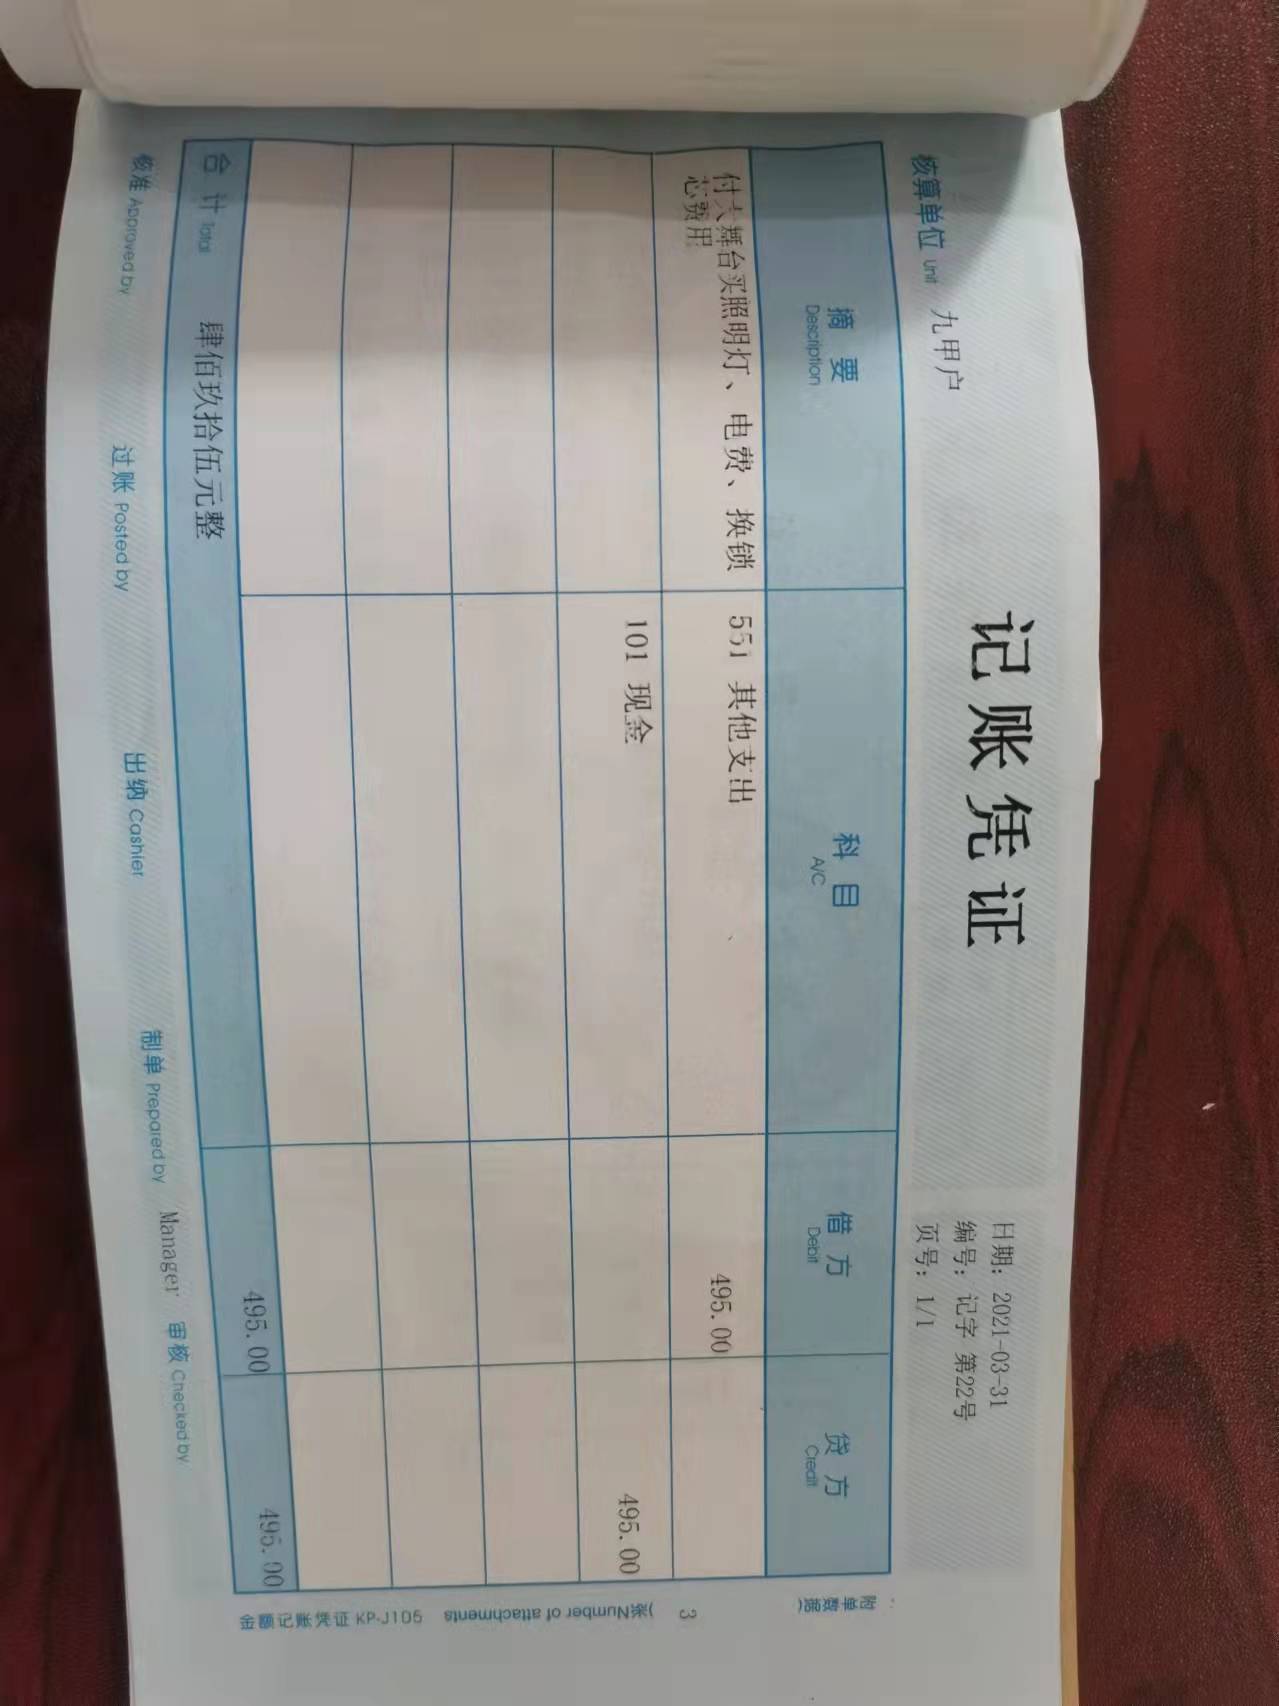 记账凭证
日期: 2021-03-31
编号: 记字 第22号
核算单位 Unit 九甲户
页号: 1/1
摘要 科目 借方 贷方
Description A/C Debit Credit
付大舞台买照明灯、电费、换锁 551 其他支出 495.00
芯费用
101 现金 495.00
合计 Total 肆佰玖拾伍元整 495.00 495.00
核准 Approved by 过账 Posted by 出纳 Cashier 制单 Prepared by Manager 审核 Checked by
附单数据(
3
)张 Number of attachments
金额记账凭证 KP-J105